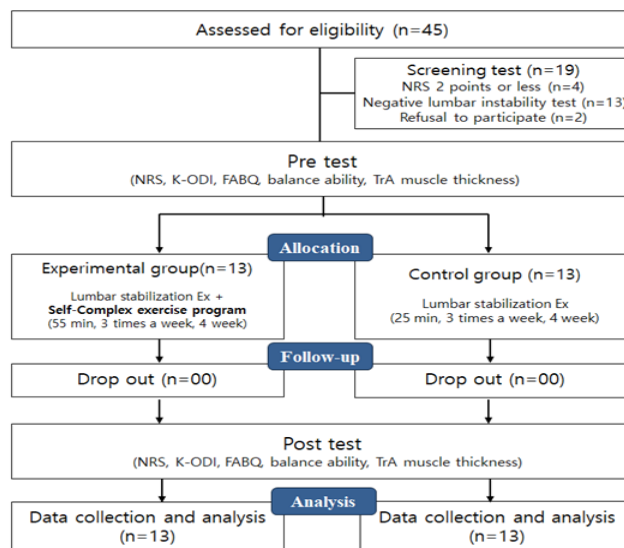 Assessed for eligibility (n=45)
Screening test (n=19)
NRS 2 points or less (n=4)
Negative lumbar instability test (n=13)
Refusal to participate (n=2)
Pre test
(NRS, K-ODI, FABQ, balance ability, TrA muscle thickness)
Allocation
Experimental group(n=13)
Lumbar stabilization Ex +
Self-Complex exercise program
(55 min, 3 times a week, 4 week)
Control group (n=13)
Lumbar stabilization Ex
(25 min, 3 times a week, 4 week)
Follow-up
Drop out (n=00)
Drop out (n=00)
Post test
(NRS, K-ODI, FABQ, balance ability, TrA muscle thickness)
Analysis
Data collection and analysis
(n=13)
Data collection and analysis
(n=13)